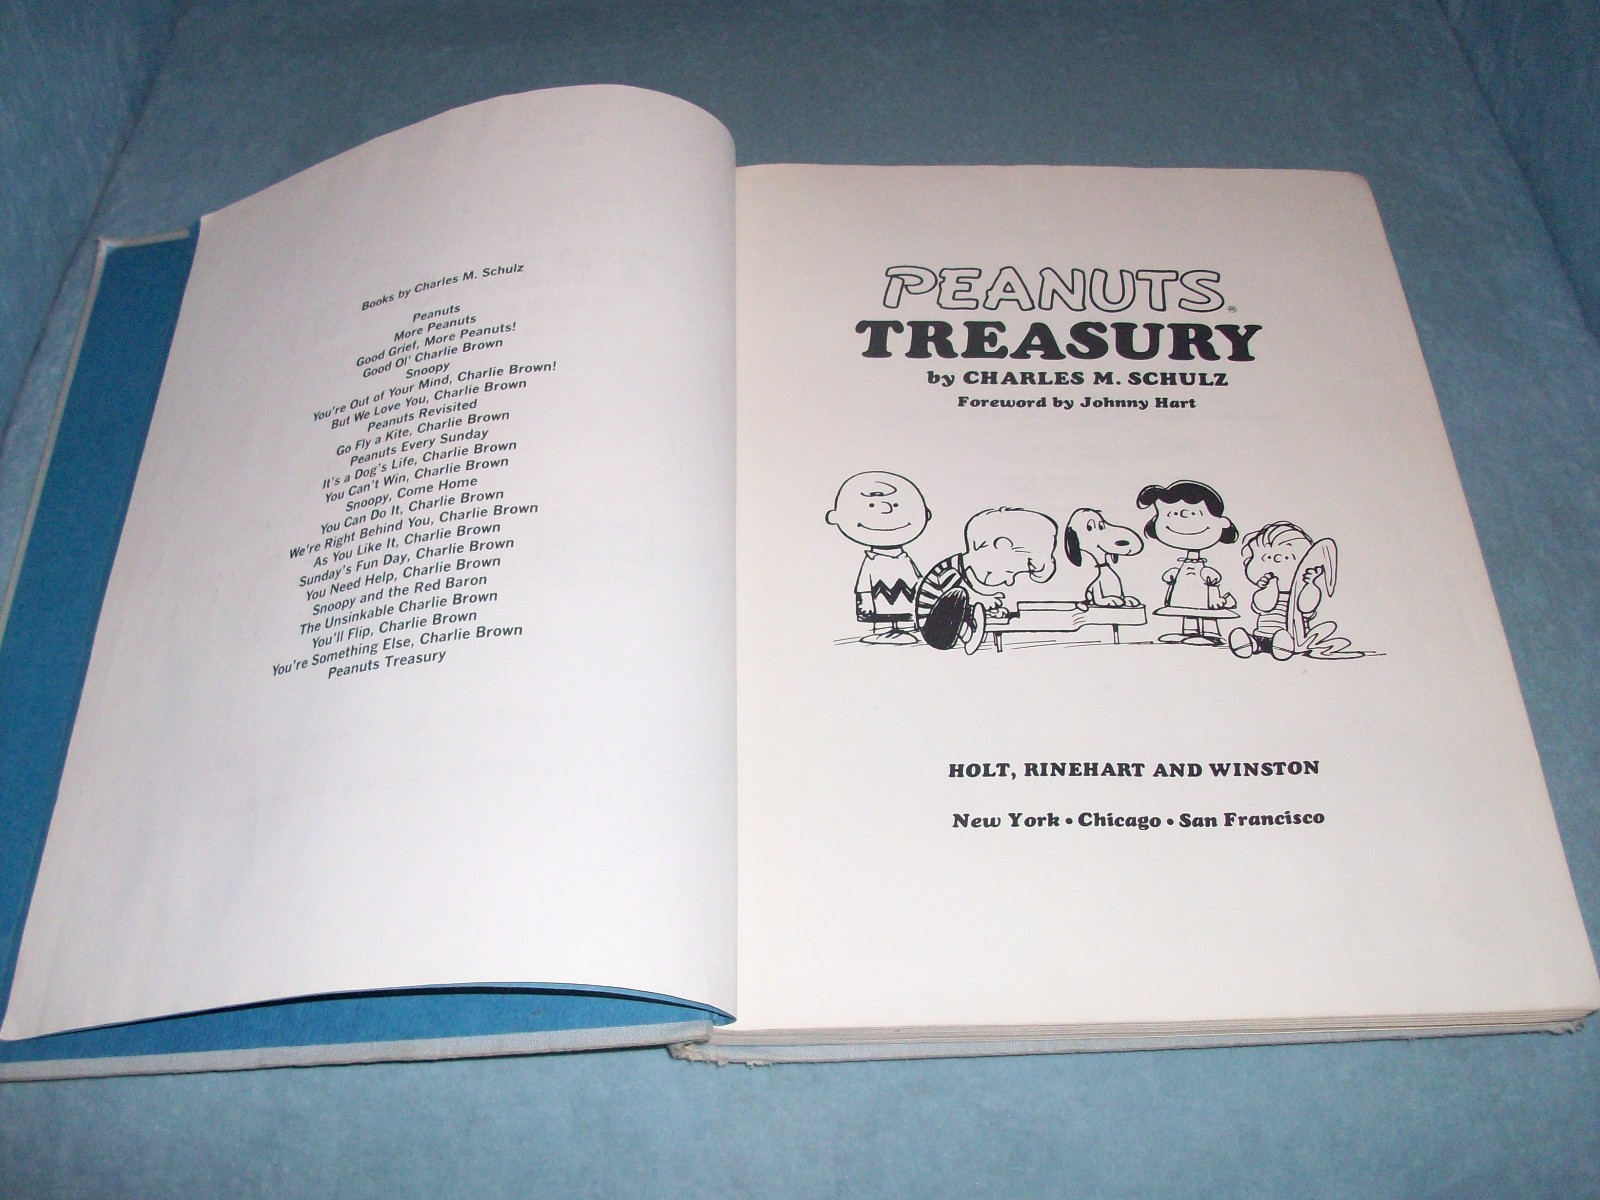 Books by Charles M. Schulz
Peanuts
More Peanuts
Good Grief, More Peanuts!
Good Ol' Charlie Brown
Snoopy
You're Out of Your Mind, Charlie Brown!
But We Love You, Charlie Brown
Peanuts Revisited
Go Fly a Kite, Charlie Brown
Peanuts Every Sunday
It's a Dog's Life, Charlie Brown
You Can't Win, Charlie Brown
Snoopy, Come Home
You Can Do It, Charlie Brown
We're Right Behind You, Charlie Brown
As You Like It, Charlie Brown
Sunday's Fun Day, Charlie Brown
You Need Help, Charlie Brown
Snoopy and the Red Baron
The Unsinkable Charlie Brown
You'll Flip, Charlie Brown
You're Something Else, Charlie Brown
Peanuts Treasury
PEANUTS®
TREASURY
by CHARLES M. SCHULZ
Foreword by Johnny Hart
HOLT, RINEHART AND WINSTON
New York • Chicago • San Francisco